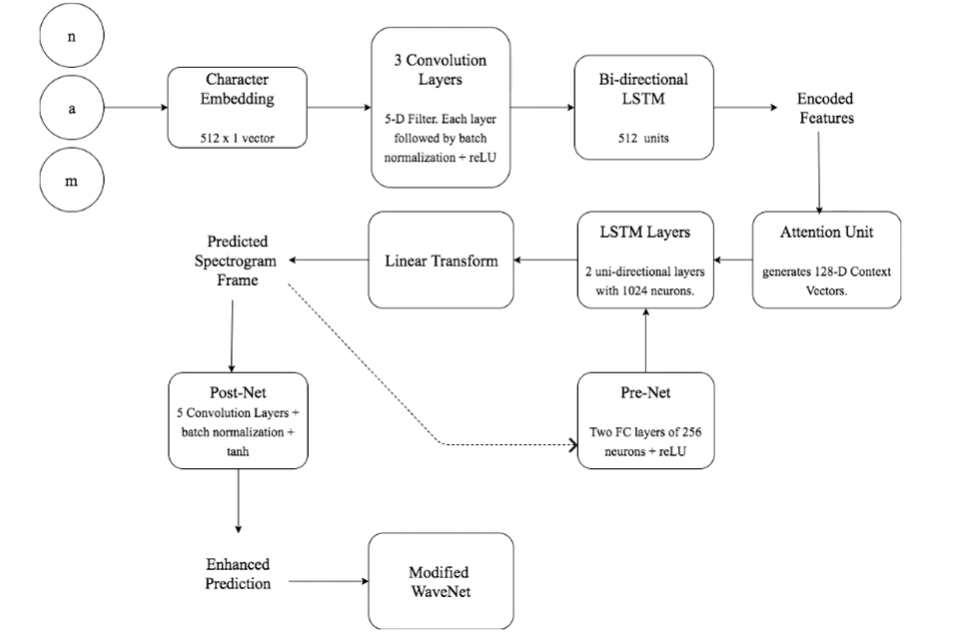 n
a
m
Character
Embedding
512 x 1 vector
3 Convolution
Layers
5-D Filter. Each layer
followed by batch
normalization + reLU
Bi-directional
LSTM
512 units
Encoded
Features
Predicted
Spectrogram
Frame
Linear Transform
LSTM Layers
2 uni-directional layers
with 1024 neurons.
Attention Unit
generates 128-D Context
Vectors.
Post-Net
5 Convolution Layers +
batch normalization +
tanh
Pre-Net
Two FC layers of 256
neurons + reLU
Enhanced
Prediction
Modified
WaveNet